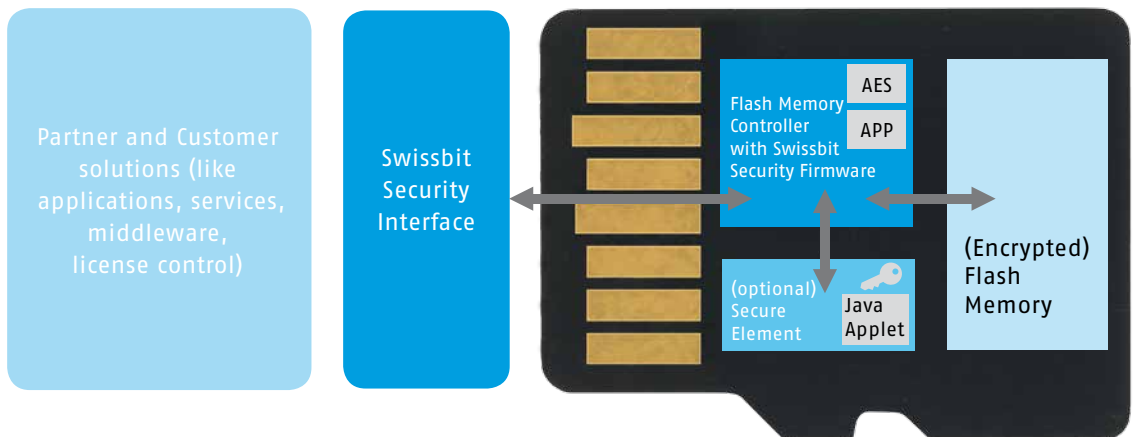 Partner and Customer
solutions (like
applications, services,
middleware,
license control)
Swissbit
Security
Interface
Flash Memory
Controller
with Swissbit
Security Firmware
AES
APP
(optional)
Secure
Element
Java
Applet
(Encrypted)
Flash
Memory